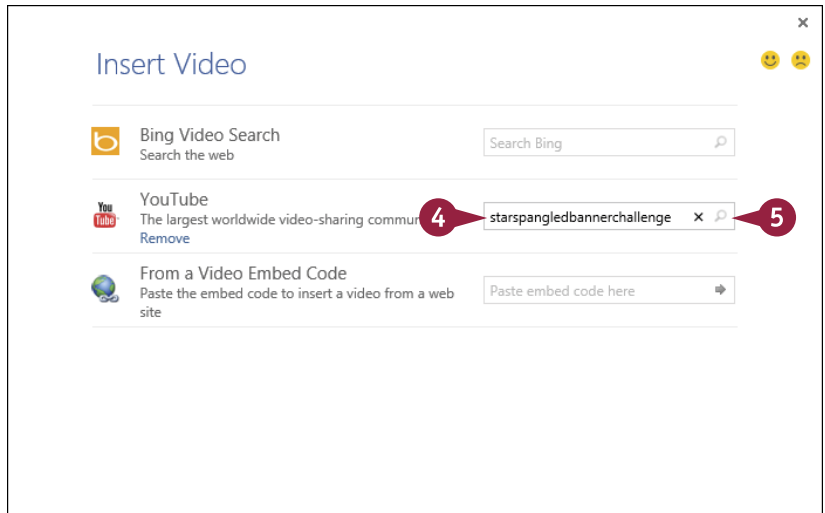 Insert Video
Bing Video Search
Search the web
Search Bing
You
Tube
YouTube
The largest worldwide video-sharing commun
Remove
4
starspangledbannerchallenge
5
From a Video Embed Code
Paste the embed code to insert a video from a web
site
Paste embed code here